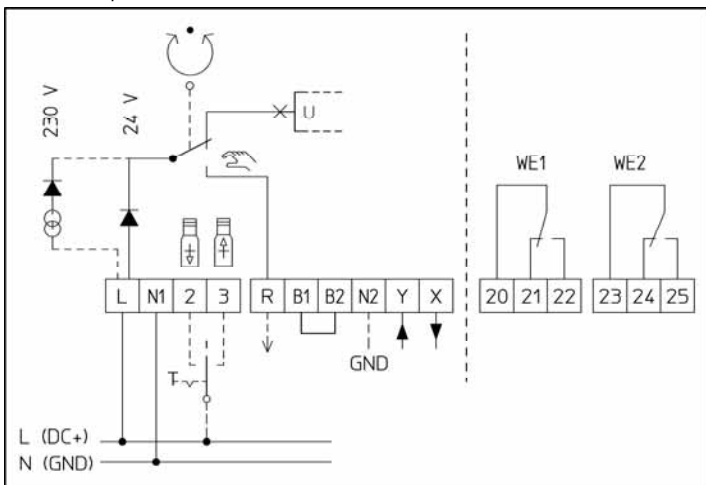 230 V
24 V
U
WE1
WE2
L N1 2 3
R B1 B2 N2 Y X
20 21 22
23 24 25
GND
L (DC+)
N (GND)